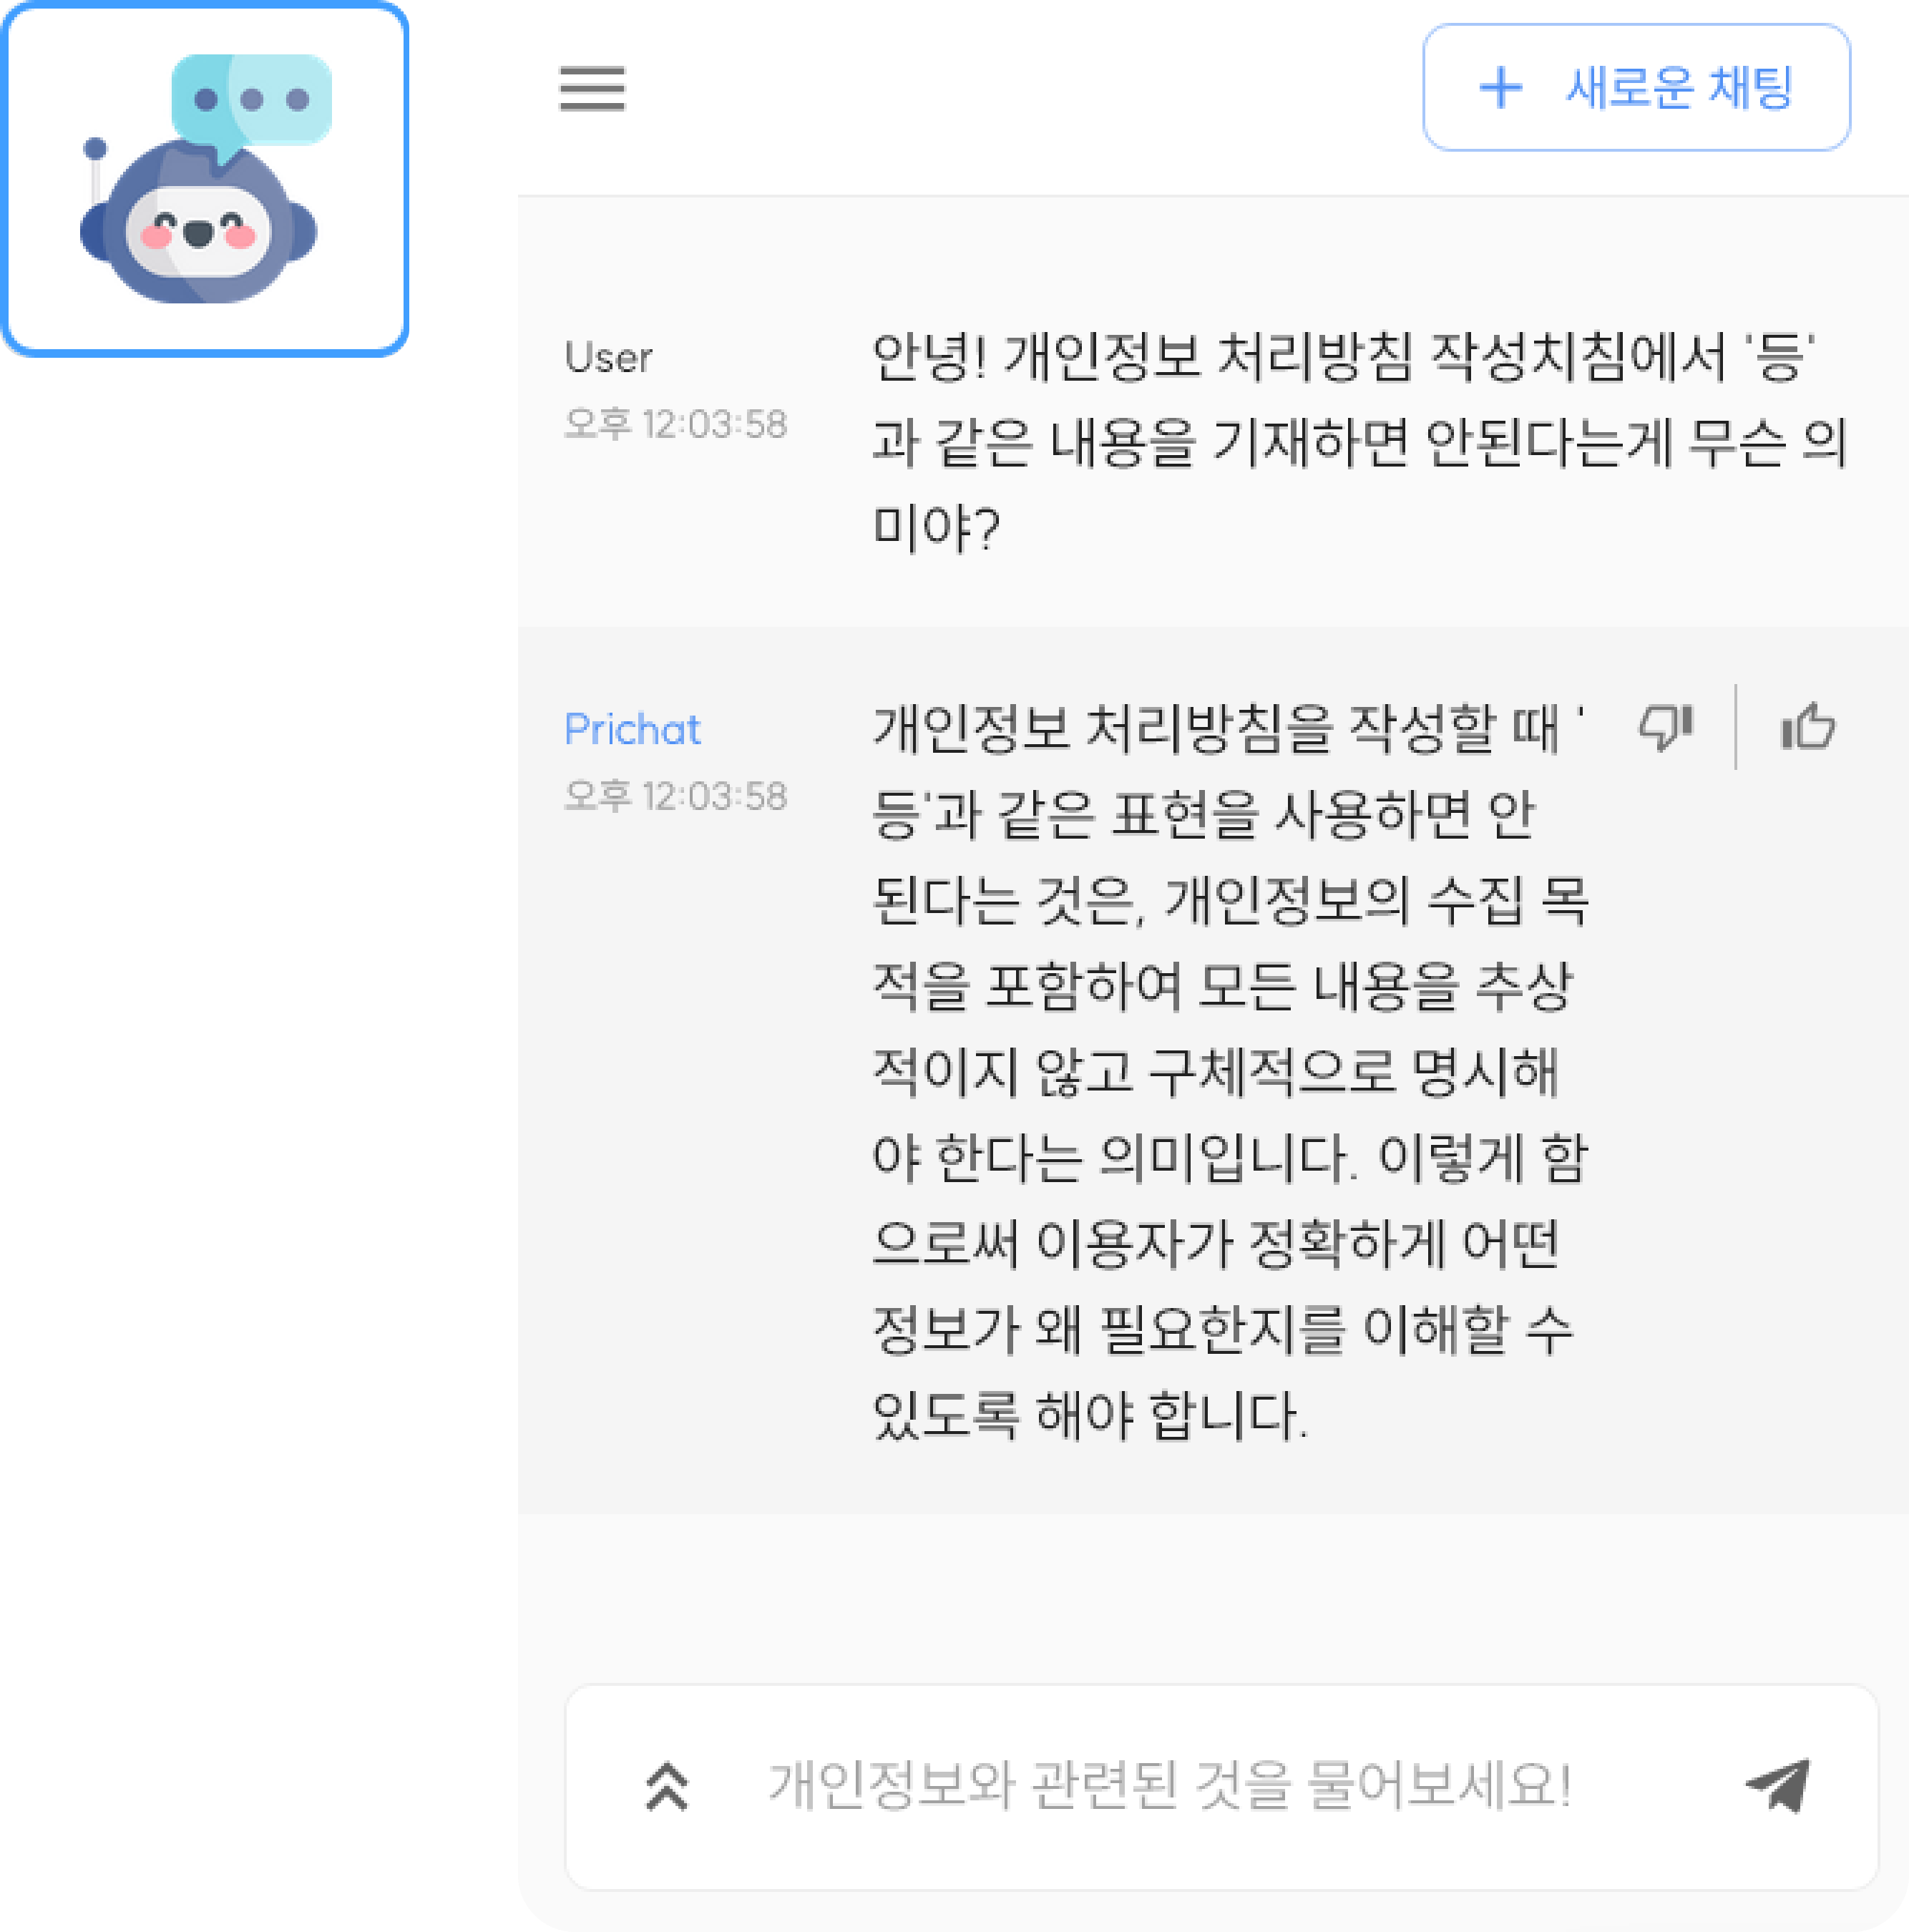 새로운 채팅
User
오후 12:03:58
안녕! 개인정보 처리방침 작성치침에서 '등'
과 같은 내용을 기재하면 안된다는게 무슨 의
미야?
Prichat
오후 12:03:58
개인정보 처리방침을 작성할 때 '
등'과 같은 표현을 사용하면 안
된다는 것은, 개인정보의 수집 목
적을 포함하여 모든 내용을 추상
적이지 않고 구체적으로 명시해
야 한다는 의미입니다. 이렇게 함
으로써 이용자가 정확하게 어떤
정보가 왜 필요한지를 이해할 수
있도록 해야 합니다.
개인정보와 관련된 것을 물어보세요!